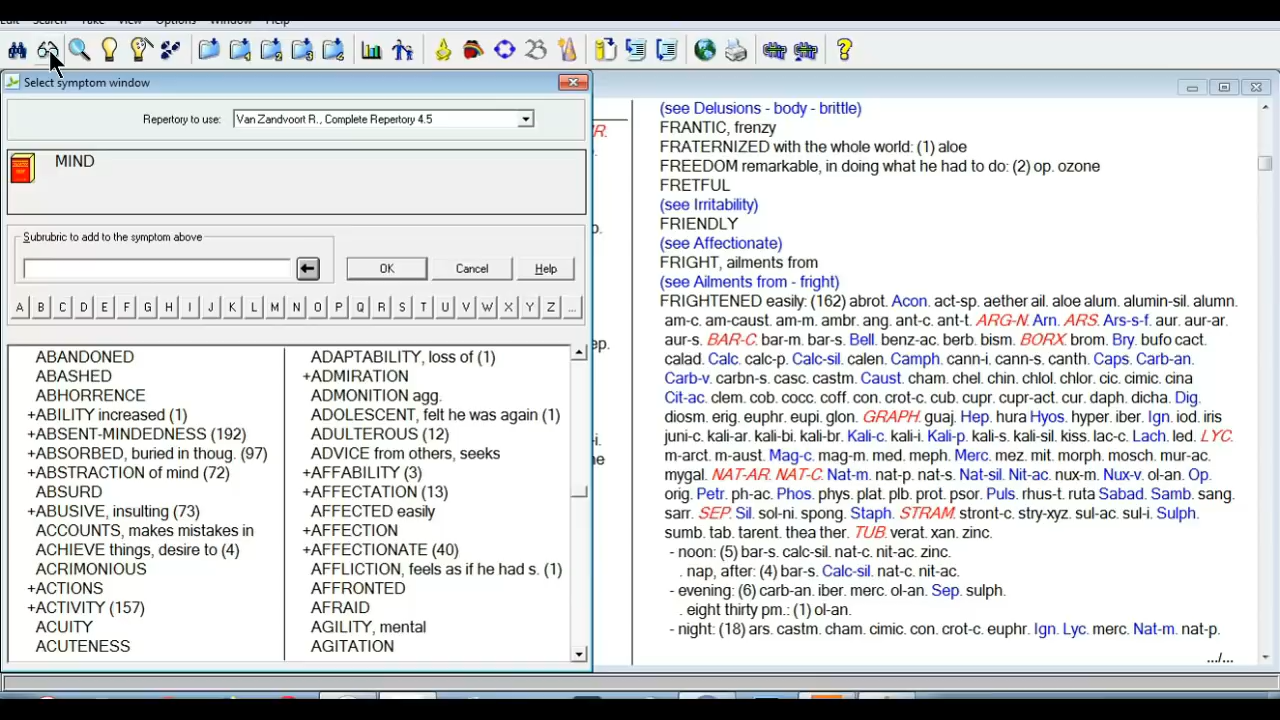 Edit Search Take View Options Window Help
Select symptom window
Repertory to use: Van Zandvoort R., Complete Repertory 4.5
MIND
Subrubric to add to the symptom above
OK Cancel Help
A B C D E F G H I J K L M N O P Q R S T U V W X Y Z ...
ABANDONED
ABASHED
ABHORRENCE
+ABILITY increased (1)
+ABSENT-MINDEDNESS (192)
+ABSORBED, buried in thoug. (97)
+ABSTRACTION of mind (72)
ABSURD
+ABUSIVE, insulting (73)
ACCOUNTS, makes mistakes in
ACHIEVE things, desire to (4)
ACRIMONIOUS
+ACTIONS
+ACTIVITY (157)
ACUITY
ACUTENESS
ADAPTABILITY, loss of (1)
+ADMIRATION
ADMONITION agg.
ADOLESCENT, felt he was again (1)
ADULTEROUS (12)
ADVICE from others, seeks
+AFFABILITY (3)
+AFFECTATION (13)
AFFECTED easily
+AFFECTION
+AFFECTIONATE (40)
AFFLICTION, feels as if he had s. (1)
AFFRONTED
AFRAID
AGILITY, mental
AGITATION
R.
p.
ep.
-i.
e
(see Delusions - body - brittle)
FRANTIC, frenzy
FRATERNIZED with the whole world: (1) aloe
FREEDOM remarkable, in doing what he had to do: (2) op. ozone
FRETFUL
(see Irritability)
FRIENDLY
(see Affectionate)
FRIGHT, ailments from
(see Ailments from - fright)
FRIGHTENED easily: (162) abrot. Acon. act-sp. aether ail. aloe alum. alumin-sil. alumn.
am-c. am-caust. am-m. ambr. ang. ant-c. ant-t. ARG-N. Arn. ARS. Ars-s-f. aur. aur-ar.
aur-s. BAR-C. bar-m. bar-s. Bell. benz-ac. berb. bism. BORX. brom. Bry. bufo cact.
calad. Calc. calc-p. Calc-sil. calen. Camph. cann-i. cann-s. canth. Caps. Carb-an.
Carb-v. carbn-s. casc. castm. Caust. cham. chel. chin. chlol. chlor. cic. cimic. cina
Cit-ac. clem. cob. cocc. coff. con. crot-c. cub. cupr. cupr-act. cur. daph. dicha. Dig.
diosm. erig. euphr. eupi. glon. GRAPH. guaj. Hep. hura Hyos. hyper. iber. Ign. iod. iris
juni-c. kali-ar. kali-bi. kali-br. Kali-c. kali-i. Kali-p. kali-s. kali-sil. kiss. lac-c. Lach. led. LYC.
m-arct. m-aust. Mag-c. mag-m. med. meph. Merc. mez. mit. morph. mosch. mur-ac.
mygal. NAT-AR. NAT-C. Nat-m. nat-p. nat-s. Nat-sil. Nit-ac. nux-m. Nux-v. ol-an. Op.
orig. Petr. ph-ac. Phos. phys. plat. plb. prot. psor. Puls. rhus-t. ruta Sabad. Samb. sang.
sarr. SEP. Sil. sol-ni. spong. Staph. STRAM. stront-c. stry-xyz. sul-ac. sul-i. Sulph.
sumb. tab. tarent. thea ther. TUB. verat. xan. zinc.
- noon: (5) bar-s. calc-sil. nat-c. nit-ac. zinc.
. nap, after: (4) bar-s. Calc-sil. nat-c. nit-ac.
- evening: (6) carb-an. iber. merc. ol-an. Sep. sulph.
. eight thirty pm.: (1) ol-an.
- night: (18) ars. castm. cham. cimic. con. crot-c. euphr. Ign. Lyc. merc. Nat-m. nat-p.
.../...